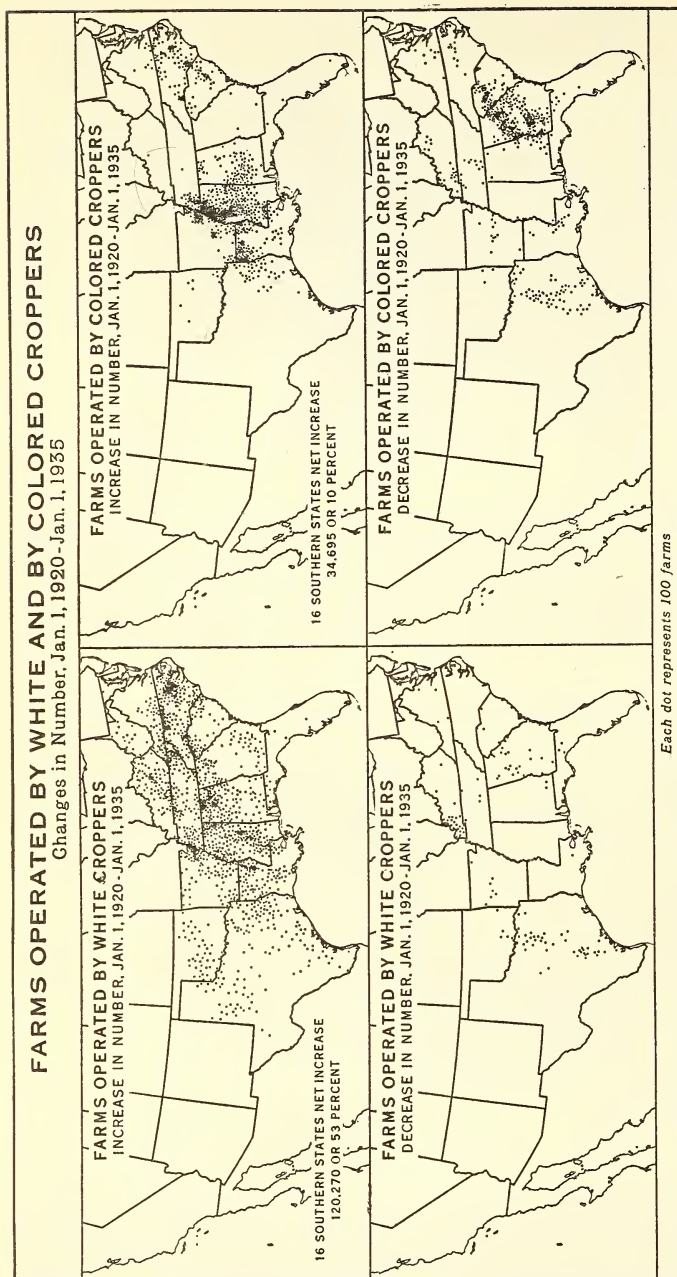 FARMS OPERATED BY WHITE AND BY COLORED CROPPERS
Changes in Number, Jan. 1, 1920-Jan. 1, 1935
FARMS OPERATED BY WHITE CROPPERS
INCREASE IN NUMBER, JAN. 1, 1920-JAN. 1, 1935
16 SOUTHERN STATES NET INCREASE
120,270 OR 53 PERCENT
FARMS OPERATED BY COLORED CROPPERS
INCREASE IN NUMBER, JAN. 1, 1920-JAN. 1, 1935
16 SOUTHERN STATES NET INCREASE
34,695 OR 10 PERCENT
FARMS OPERATED BY WHITE CROPPERS
DECREASE IN NUMBER, JAN. 1, 1920-JAN. 1, 1935
FARMS OPERATED BY COLORED CROPPERS
DECREASE IN NUMBER, JAN. 1, 1920-JAN. 1, 1935
Each dot represents 100 farms